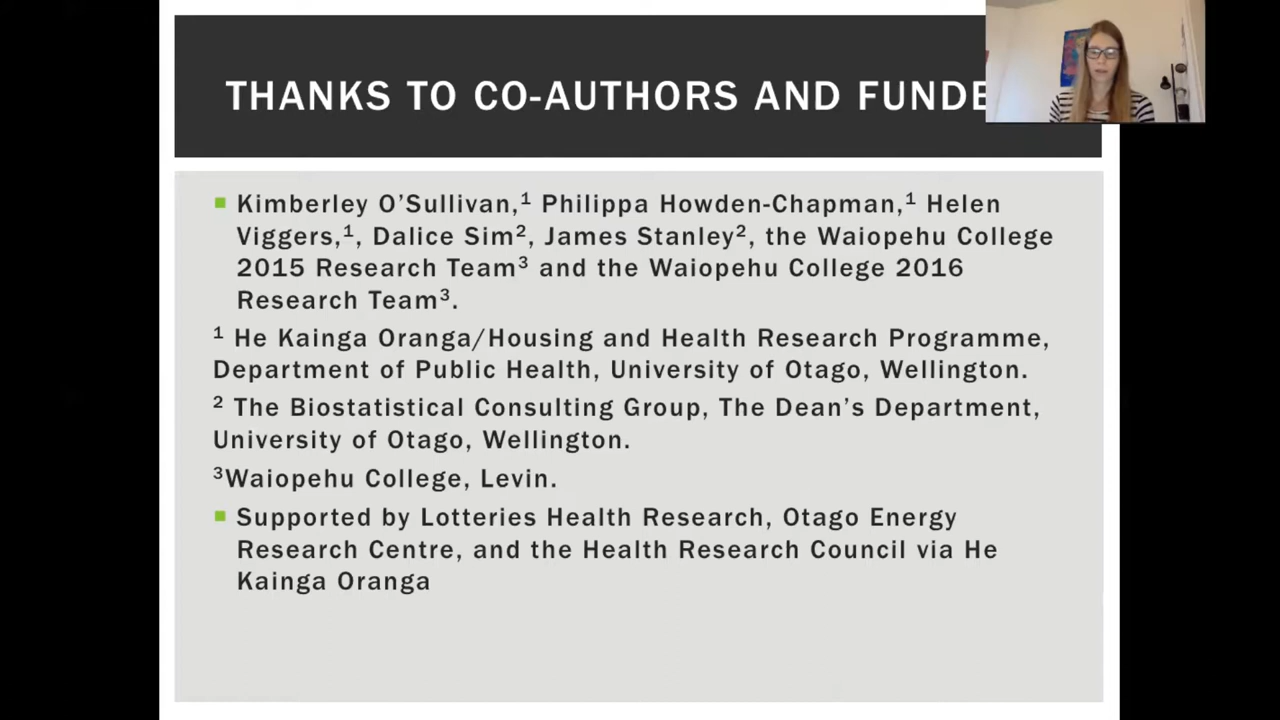 THANKS TO CO-AUTHORS AND FUNDE
■ Kimberley O’Sullivan,¹ Philippa Howden-Chapman,¹ Helen
Viggers,¹, Dalice Sim², James Stanley², the Waiopehu College
2015 Research Team³ and the Waiopehu College 2016
Research Team³.
¹ He Kainga Oranga/Housing and Health Research Programme,
Department of Public Health, University of Otago, Wellington.
² The Biostatistical Consulting Group, The Dean’s Department,
University of Otago, Wellington.
³Waiopehu College, Levin.
■ Supported by Lotteries Health Research, Otago Energy
Research Centre, and the Health Research Council via He
Kainga Oranga